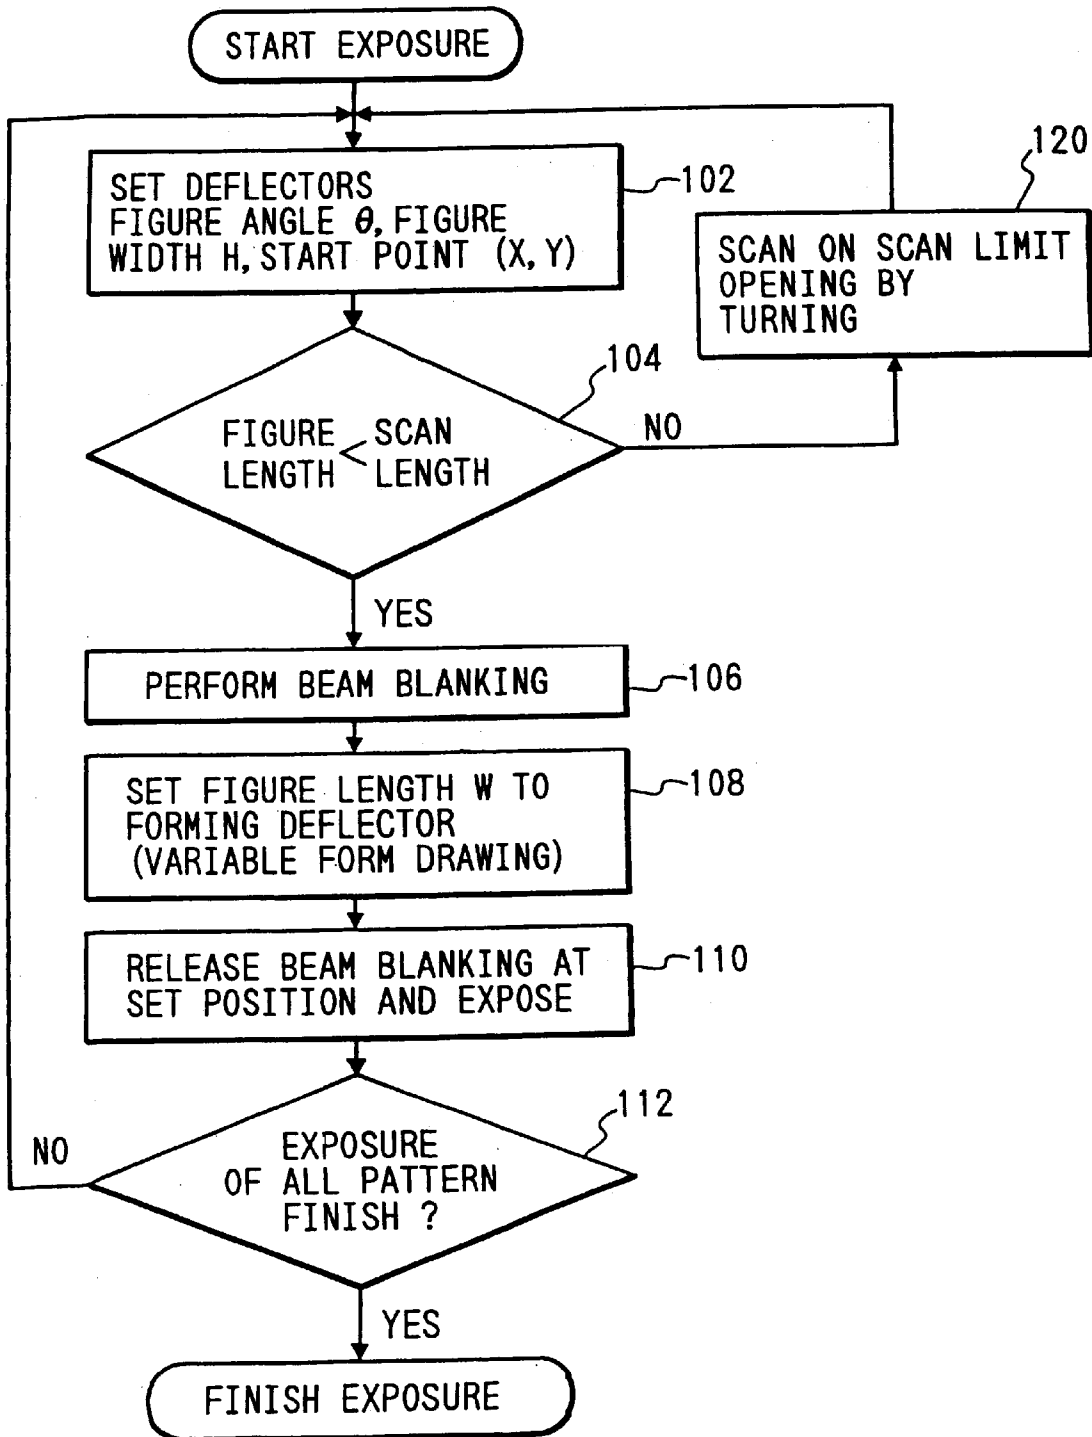 START EXPOSURE
SET DEFLECTORS
FIGURE ANGLE θ, FIGURE
WIDTH H, START POINT (X, Y)
102
120
SCAN ON SCAN LIMIT
OPENING BY
TURNING
104
FIGURE < SCAN
LENGTH LENGTH
NO
YES
PERFORM BEAM BLANKING
106
SET FIGURE LENGTH W TO
FORMING DEFLECTOR
(VARIABLE FORM DRAWING)
108
RELEASE BEAM BLANKING AT
SET POSITION AND EXPOSE
110
112
EXPOSURE
OF ALL PATTERN
FINISH ?
NO
YES
FINISH EXPOSURE